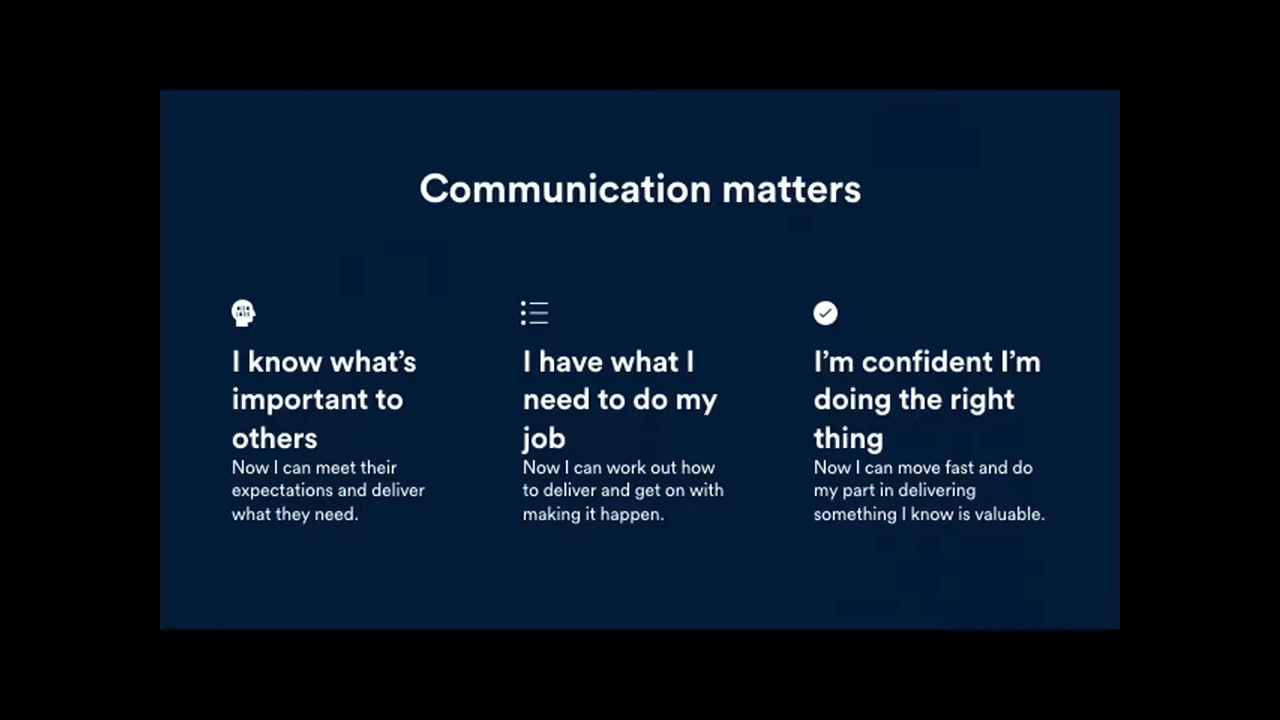 Communication matters
I know what's
important to
others
Now I can meet their
expectations and deliver
what they need.
I have what I
need to do my
job
Now I can work out how
to deliver and get on with
making it happen.
I'm confident I'm
doing the right
thing
Now I can move fast and do
my part in delivering
something I know is valuable.